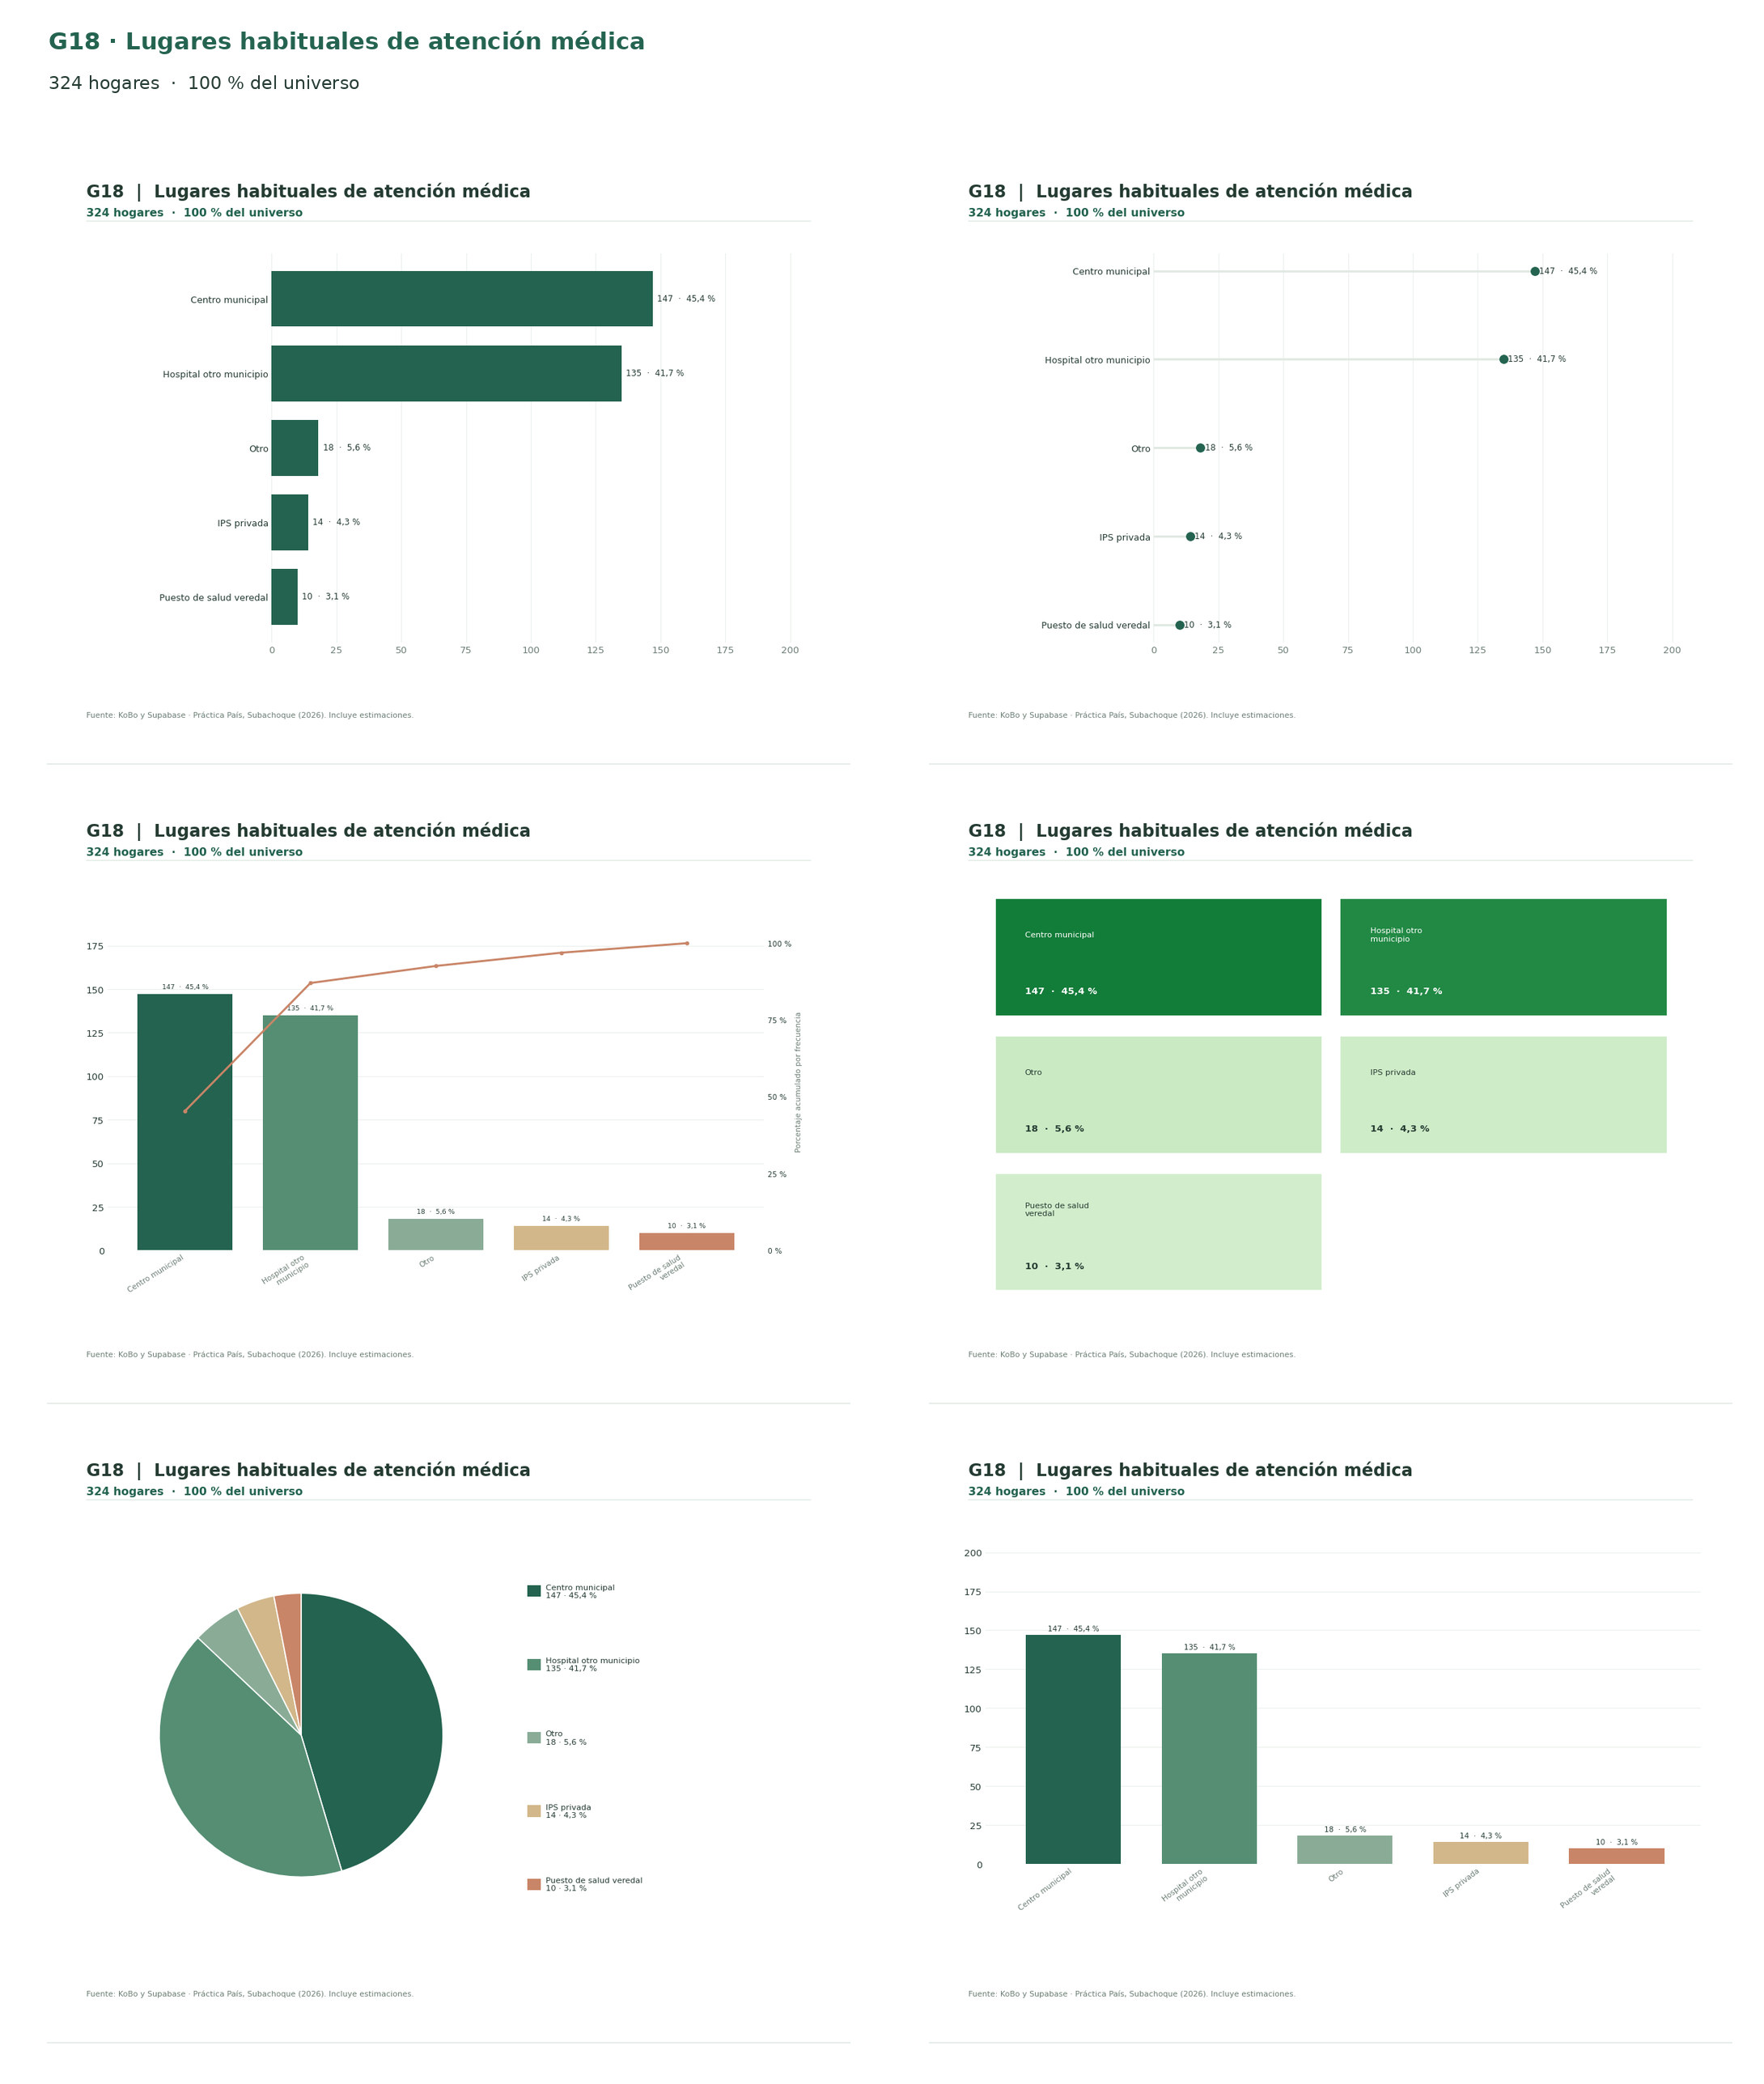 G18 · Lugares habituales de atención médica
324 hogares · 100 % del universo
G18 | Lugares habituales de atención médica
324 hogares · 100 % del universo
Centro municipal
147 · 45,4 %
Hospital otro municipio
135 · 41,7 %
Otro
18 · 5,6 %
IPS privada
14 · 4,3 %
Puesto de salud veredal
10 · 3,1 %
0 25 50 75 100 125 150 175 200
Fuente: KoBo y Supabase · Práctica País, Subachoque (2026). Incluye estimaciones.
G18 | Lugares habituales de atención médica
324 hogares · 100 % del universo
Centro municipal
147 · 45,4 %
Hospital otro municipio
135 · 41,7 %
Otro
18 · 5,6 %
IPS privada
14 · 4,3 %
Puesto de salud veredal
10 · 3,1 %
0 25 50 75 100 125 150 175 200
Fuente: KoBo y Supabase · Práctica País, Subachoque (2026). Incluye estimaciones.
G18 | Lugares habituales de atención médica
324 hogares · 100 % del universo
175
150
125
100
75
50
25
0
147 · 45,4 %
135 · 41,7 %
18 · 5,6 %
14 · 4,3 %
10 · 3,1 %
100 %
75 %
50 %
25 %
0 %
Porcentaje acumulado por frecuencia
Centro municipal
Hospital otro
municipio
Otro
IPS privada
Puesto de salud
veredal
Fuente: KoBo y Supabase · Práctica País, Subachoque (2026). Incluye estimaciones.
G18 | Lugares habituales de atención médica
324 hogares · 100 % del universo
Centro municipal
147 · 45,4 %
Hospital otro
municipio
135 · 41,7 %
Otro
18 · 5,6 %
IPS privada
14 · 4,3 %
Puesto de salud
veredal
10 · 3,1 %
Fuente: KoBo y Supabase · Práctica País, Subachoque (2026). Incluye estimaciones.
G18 | Lugares habituales de atención médica
324 hogares · 100 % del universo
Centro municipal
147 · 45,4 %
Hospital otro municipio
135 · 41,7 %
Otro
18 · 5,6 %
IPS privada
14 · 4,3 %
Puesto de salud veredal
10 · 3,1 %
Fuente: KoBo y Supabase · Práctica País, Subachoque (2026). Incluye estimaciones.
G18 | Lugares habituales de atención médica
324 hogares · 100 % del universo
200
175
150
125
100
75
50
25
0
147 · 45,4 %
135 · 41,7 %
18 · 5,6 %
14 · 4,3 %
10 · 3,1 %
Centro municipal
Hospital otro
municipio
Otro
IPS privada
Puesto de salud
veredal
Fuente: KoBo y Supabase · Práctica País, Subachoque (2026). Incluye estimaciones.